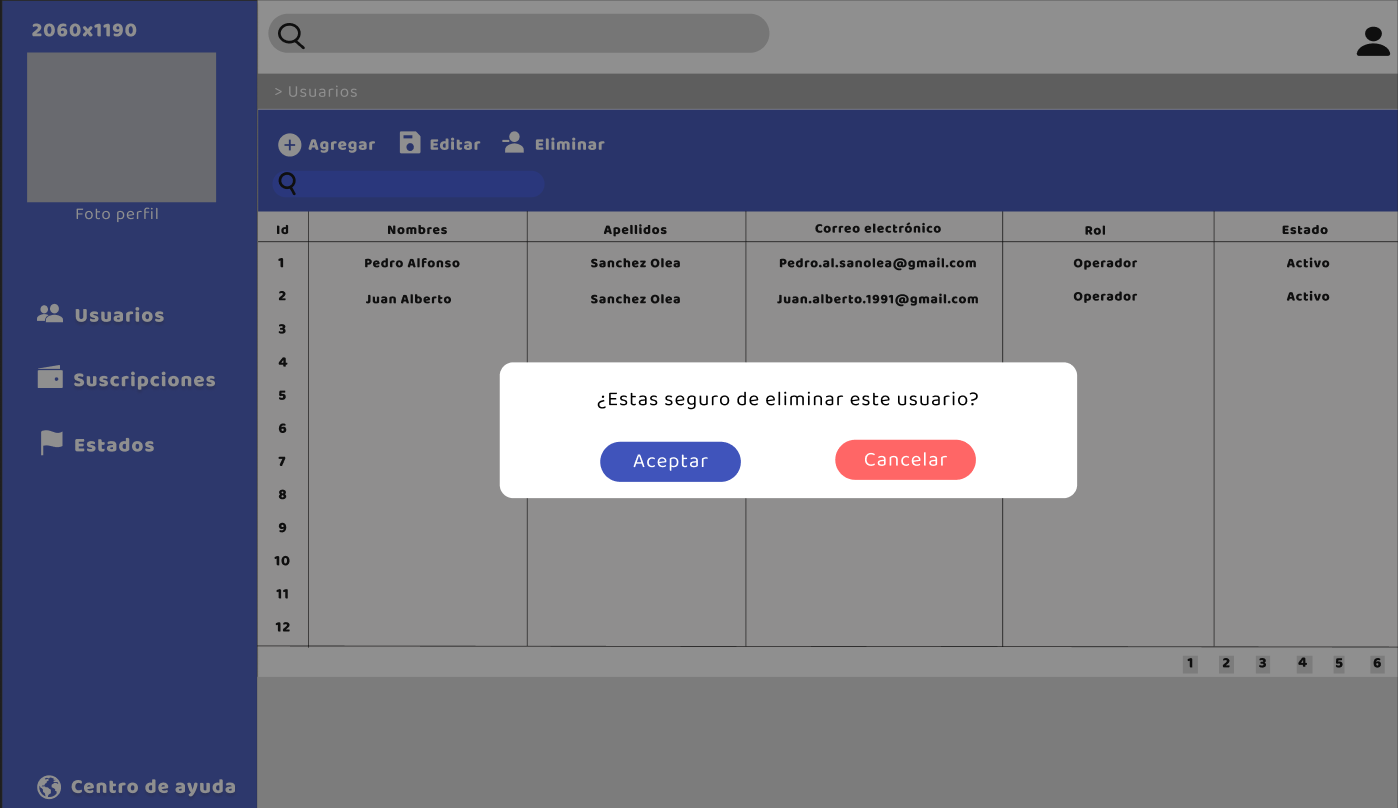 2060x1190
Foto perfil
Usuarios
Suscripciones
Estados
Centro de ayuda
> Usuarios
Agregar Editar Eliminar
Id Nombres Apellidos Correo electrónico Rol Estado
1 Pedro Alfonso Sanchez Olea Pedro.al.sanolea@gmail.com Operador Activo
2 Juan Alberto Sanchez Olea Juan.alberto.1991@gmail.com Operador Activo
3
4
5
6
7
8
9
10
11
12
¿Estas seguro de eliminar este usuario?
Aceptar Cancelar
1 2 3 4 5 6